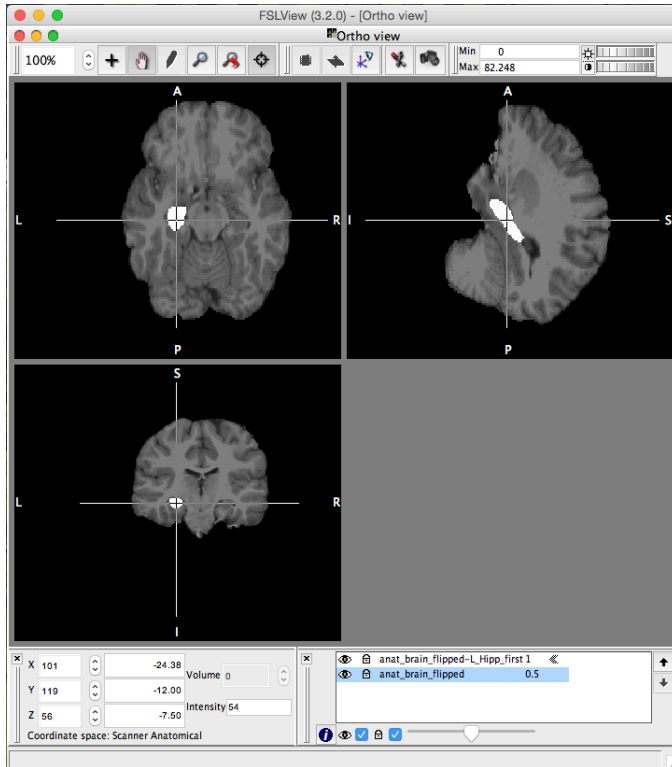 FSLView (3.2.0) - [Ortho view]
Ortho view
100%
Min 0
Max 82.248
A
L
R
P
A
I
S
P
S
L
R
I
X 101 -24.38
Y 119 -12.00
Z 56 -7.50
Volume 0
Intensity 54
Coordinate space: Scanner Anatomical
anat_brain_flipped-L_Hipp_first 1
anat_brain_flipped 0.5